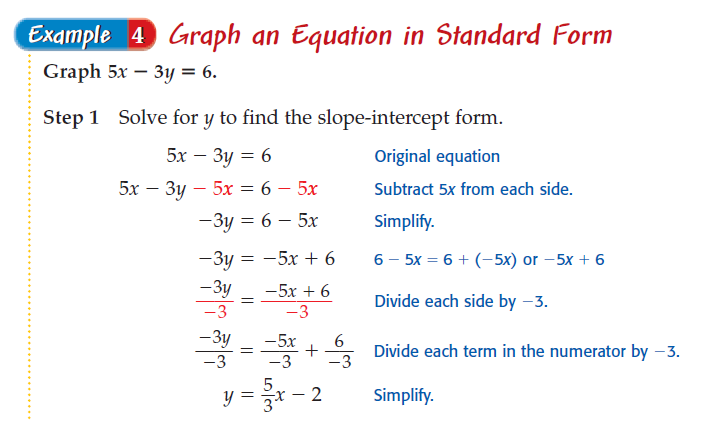 Example 4 Graph an Equation in Standard Form
Graph 5x − 3y = 6.
Step 1 Solve for y to find the slope-intercept form.
5x − 3y = 6 Original equation
5x − 3y − 5x = 6 − 5x Subtract 5x from each side.
−3y = 6 − 5x Simplify.
−3y = −5x + 6 6 − 5x = 6 + (−5x) or −5x + 6
−3y/−3 = (−5x + 6)/−3 Divide each side by −3.
−3y/−3 = −5x/−3 + 6/−3 Divide each term in the numerator by −3.
y = 5/3x − 2 Simplify.